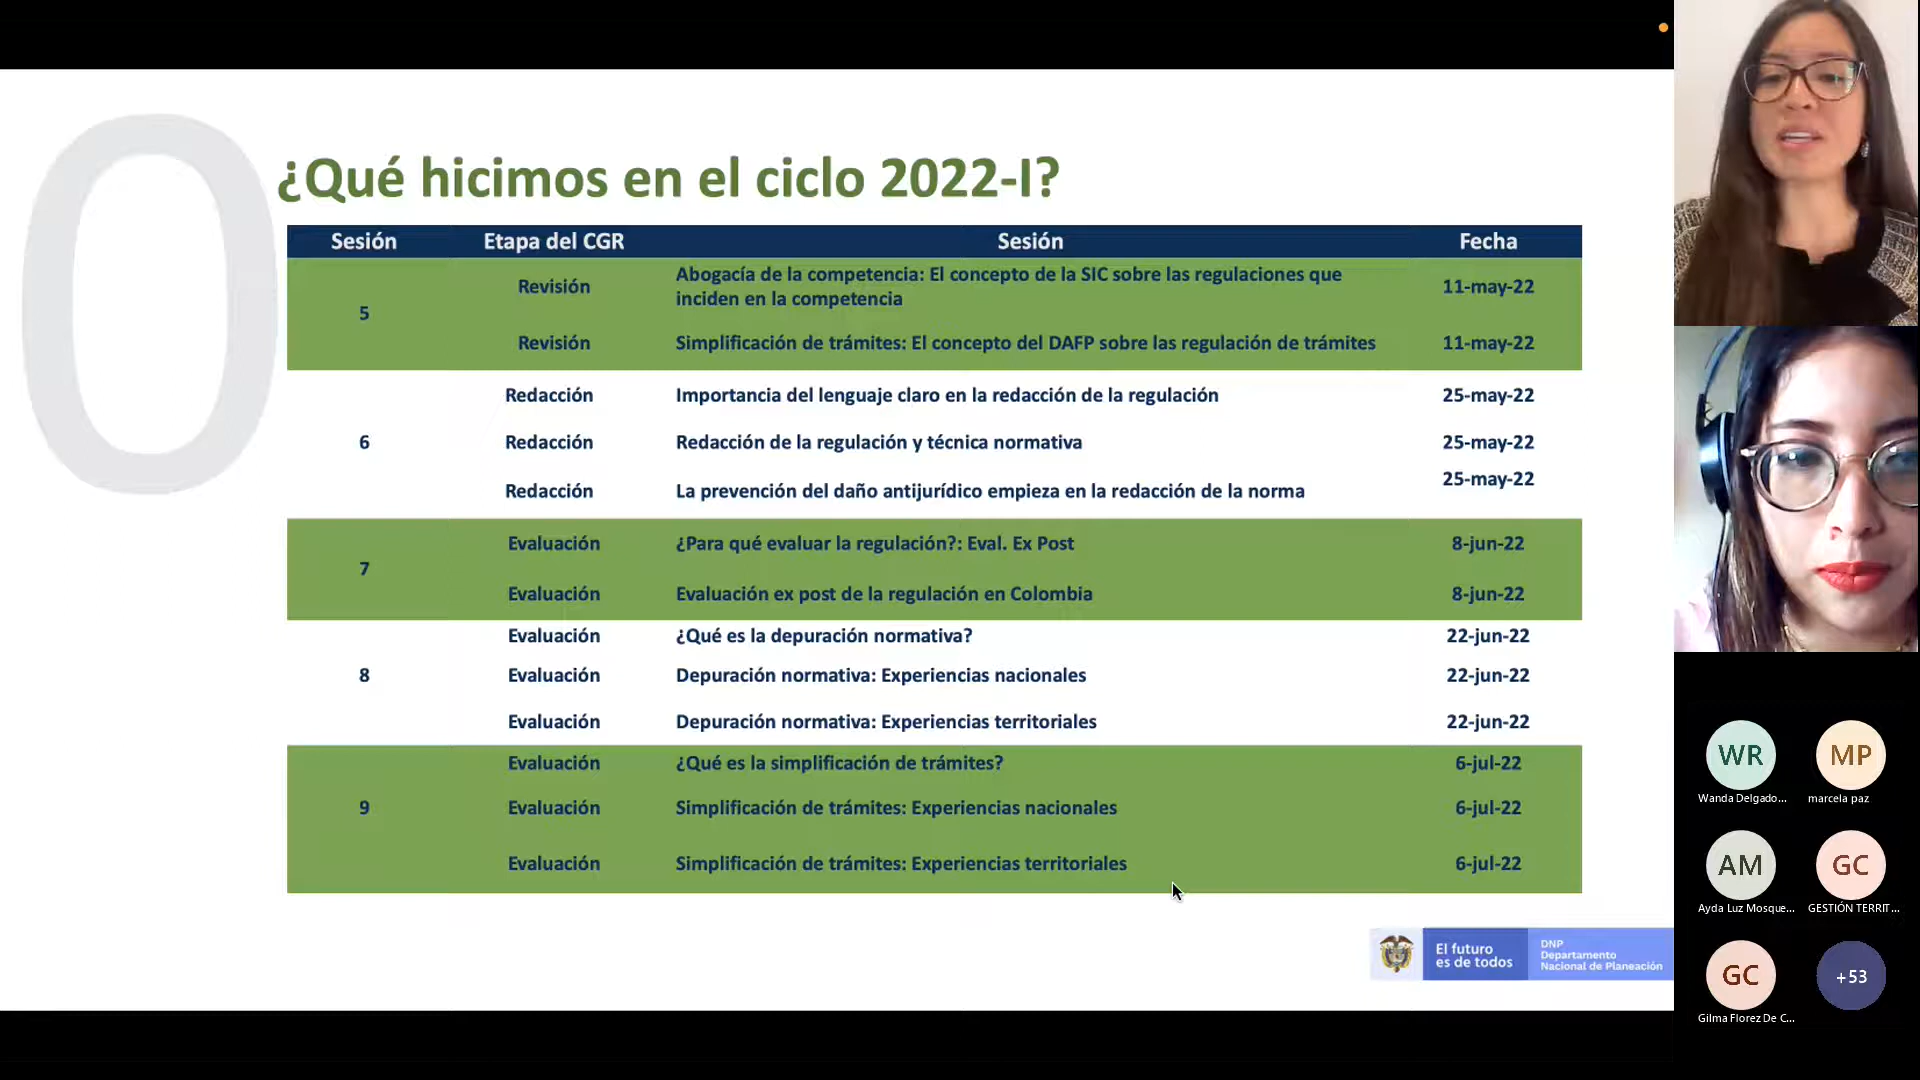 0
¿Qué hicimos en el ciclo 2022-I?
Sesión Etapa del CGR Sesión Fecha
5
Revisión Abogacía de la competencia: El concepto de la SIC sobre las regulaciones que
inciden en la competencia 11-may-22
Revisión Simplificación de trámites: El concepto del DAFP sobre las regulación de trámites 11-may-22
Redacción Importancia del lenguaje claro en la redacción de la regulación 25-may-22
6 Redacción Redacción de la regulación y técnica normativa 25-may-22
Redacción La prevención del daño antijurídico empieza en la redacción de la norma 25-may-22
7
Evaluación ¿Para qué evaluar la regulación?: Eval. Ex Post 8-jun-22
Evaluación Evaluación ex post de la regulación en Colombia 8-jun-22
Evaluación ¿Qué es la depuración normativa? 22-jun-22
8 Evaluación Depuración normativa: Experiencias nacionales 22-jun-22
Evaluación Depuración normativa: Experiencias territoriales 22-jun-22
Evaluación ¿Qué es la simplificación de trámites? 6-jul-22
9 Evaluación Simplificación de trámites: Experiencias nacionales 6-jul-22
Evaluación Simplificación de trámites: Experiencias territoriales 6-jul-22
El futuro
es de todos
DNP
Departamento
Nacional de Planeación
WR MP
Wanda Delgado... marcela paz
AM GC
Ayda Luz Mosque... GESTIÓN TERRIT...
GC +53
Gilma Florez De C...